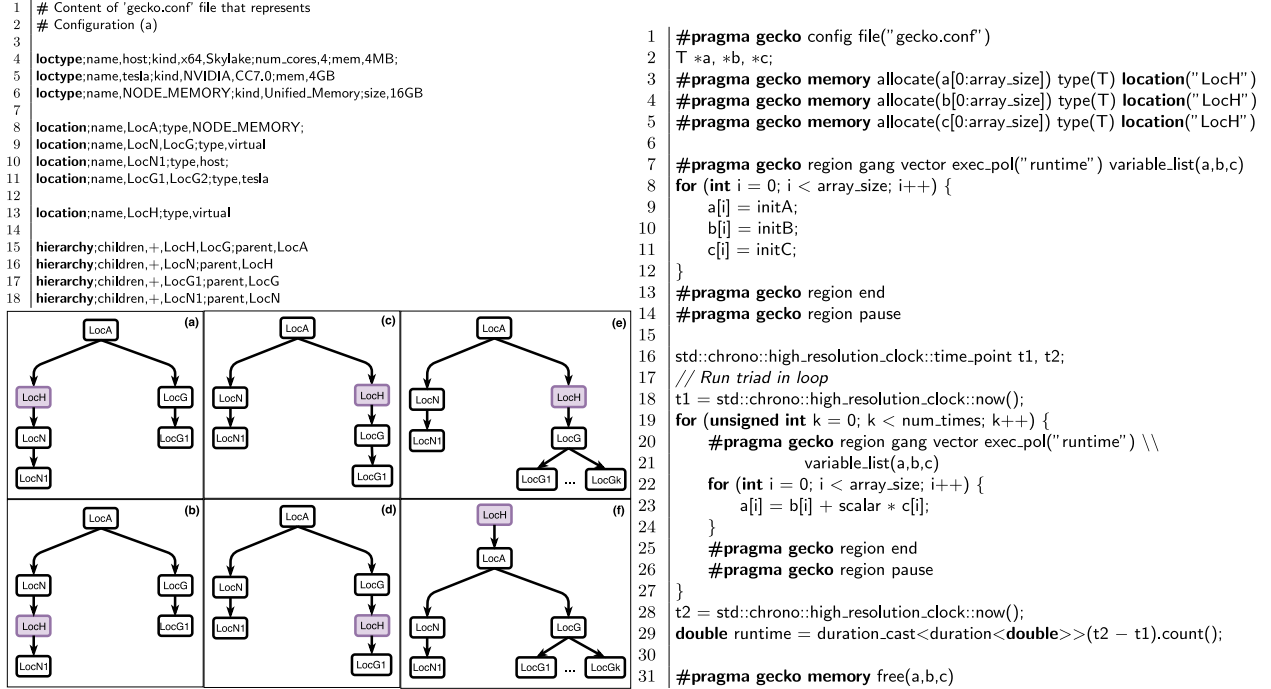 1 # Content of 'gecko.conf' file that represents
2 # Configuration (a)
3
4 loctype;name,host;kind,x64,Skylake;num_cores,4;mem,4MB;
5 loctype;name,tesla;kind,NVIDIA,CC7.0;mem,4GB
6 loctype;name,NODE_MEMORY;kind,Unified_Memory;size,16GB
7
8 location;name,LocA;type,NODE_MEMORY;
9 location;name,LocN,LocG;type,virtual
10 location;name,LocN1;type,host;
11 location;name,LocG1,LocG2;type,tesla
12
13 location;name,LocH;type,virtual
14
15 hierarchy;children,+,LocH,LocG;parent,LocA
16 hierarchy;children,+,LocN;parent,LocH
17 hierarchy;children,+,LocG1;parent,LocG
18 hierarchy;children,+,LocN1;parent,LocN
(a)
LocA
LocH LocG
LocN LocG1
LocN1
(c)
LocA
LocN LocH
LocN1 LocG
LocG1
(e)
LocA
LocN LocH
LocN1 LocG
LocG1 ... LocGk
(b)
LocA
LocN LocG
LocH LocG1
LocN1
(d)
LocA
LocN LocG
LocN1 LocH
LocG1
(f)
LocH
LocA
LocN LocG
LocN1 LocG1 ... LocGk
1 #pragma gecko config file("gecko.conf")
2 T *a, *b, *c;
3 #pragma gecko memory allocate(a[0:array_size]) type(T) location("LocH")
4 #pragma gecko memory allocate(b[0:array_size]) type(T) location("LocH")
5 #pragma gecko memory allocate(c[0:array_size]) type(T) location("LocH")
6
7 #pragma gecko region gang vector exec_pol("runtime") variable_list(a,b,c)
8 for (int i = 0; i < array_size; i++) {
9 a[i] = initA;
10 b[i] = initB;
11 c[i] = initC;
12 }
13 #pragma gecko region end
14 #pragma gecko region pause
15
16 std::chrono::high_resolution_clock::time_point t1, t2;
17 // Run triad in loop
18 t1 = std::chrono::high_resolution_clock::now();
19 for (unsigned int k = 0; k < num_times; k++) {
20 #pragma gecko region gang vector exec_pol("runtime") \\
21 variable_list(a,b,c)
22 for (int i = 0; i < array_size; i++) {
23 a[i] = b[i] + scalar * c[i];
24 }
25 #pragma gecko region end
26 #pragma gecko region pause
27 }
28 t2 = std::chrono::high_resolution_clock::now();
29 double runtime = duration_cast<duration<double>>(t2 − t1).count();
30
31 #pragma gecko memory free(a,b,c)